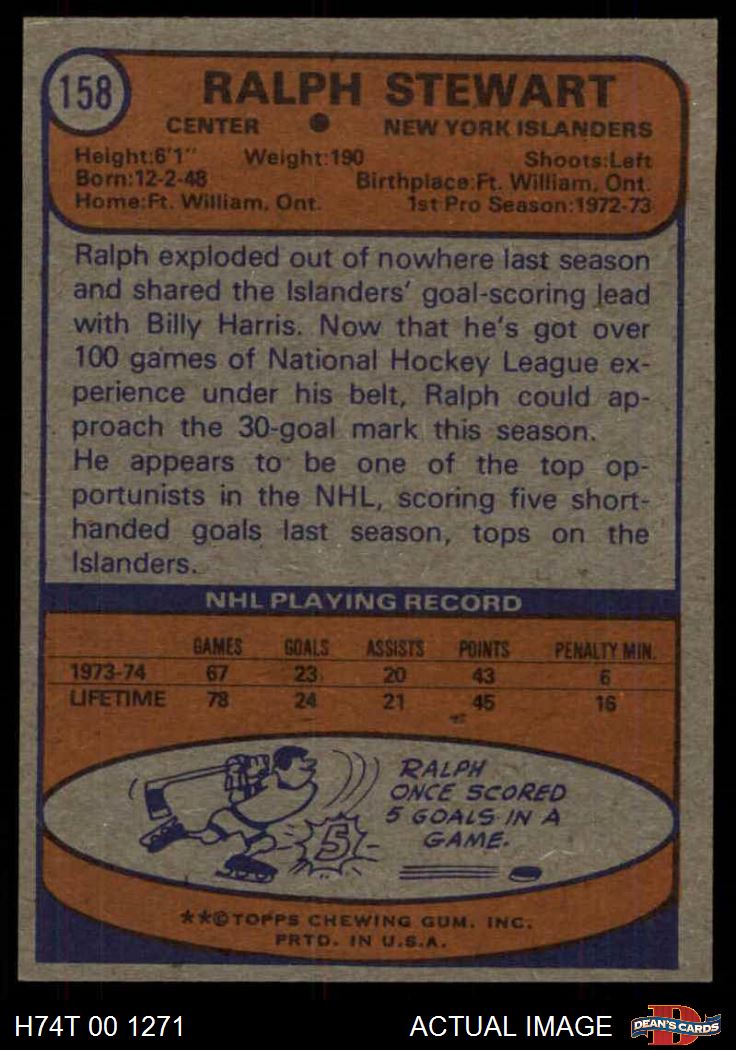 158
RALPH STEWART
CENTER ● NEW YORK ISLANDERS
Height:6'1" Weight:190 Shoots:Left
Born:12-2-48 Birthplace:Ft. William, Ont.
Home:Ft. William, Ont. 1st Pro Season:1972-73
Ralph exploded out of nowhere last season
and shared the Islanders' goal-scoring lead
with Billy Harris. Now that he's got over
100 games of National Hockey League ex-
perience under his belt, Ralph could ap-
proach the 30-goal mark this season.
He appears to be one of the top op-
portunists in the NHL, scoring five short-
handed goals last season, tops on the
Islanders.
NHL PLAYING RECORD
GAMES GOALS ASSISTS POINTS PENALTY MIN.
1973-74 67 23 20 43 6
LIFETIME 78 24 21 45 16
RALPH
ONCE SCORED
5 GOALS IN A
GAME.
5
**©TOPPS CHEWING GUM. INC.
PRTD. IN U.S.A.
H74T 00 1271 ACTUAL IMAGE
D
DEAN'S CARDS